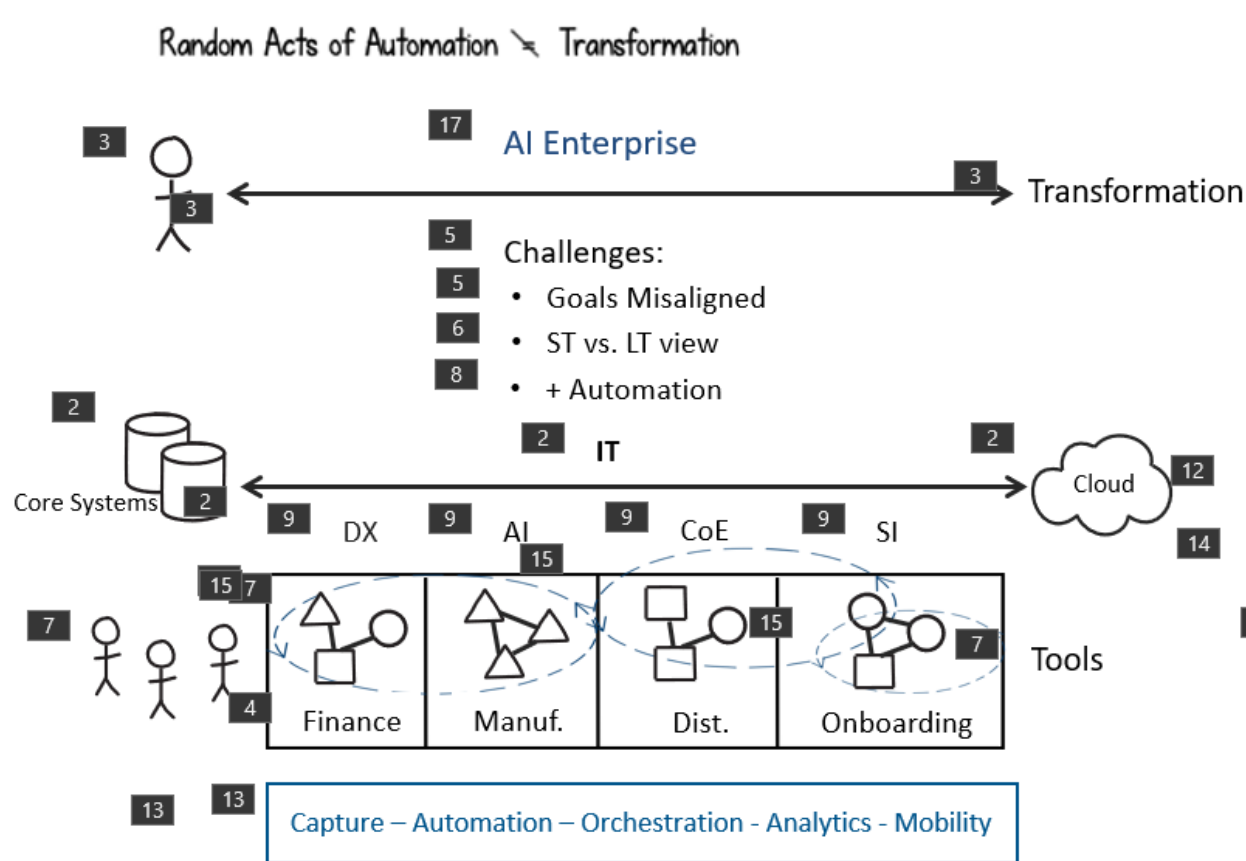 Random Acts of Automation ≠ Transformation
17
3
AI Enterprise
3
Transformation
3
5
Challenges:
5
• Goals Misaligned
6
• ST vs. LT view
8
• + Automation
2
2
IT
2
12
Cloud
Core Systems
2
9
DX
9
AI
9
CoE
9
SI
14
15
15
7
7
15
7
Tools
4
Finance
Manuf.
Dist.
Onboarding
13
13
Capture – Automation – Orchestration - Analytics - Mobility